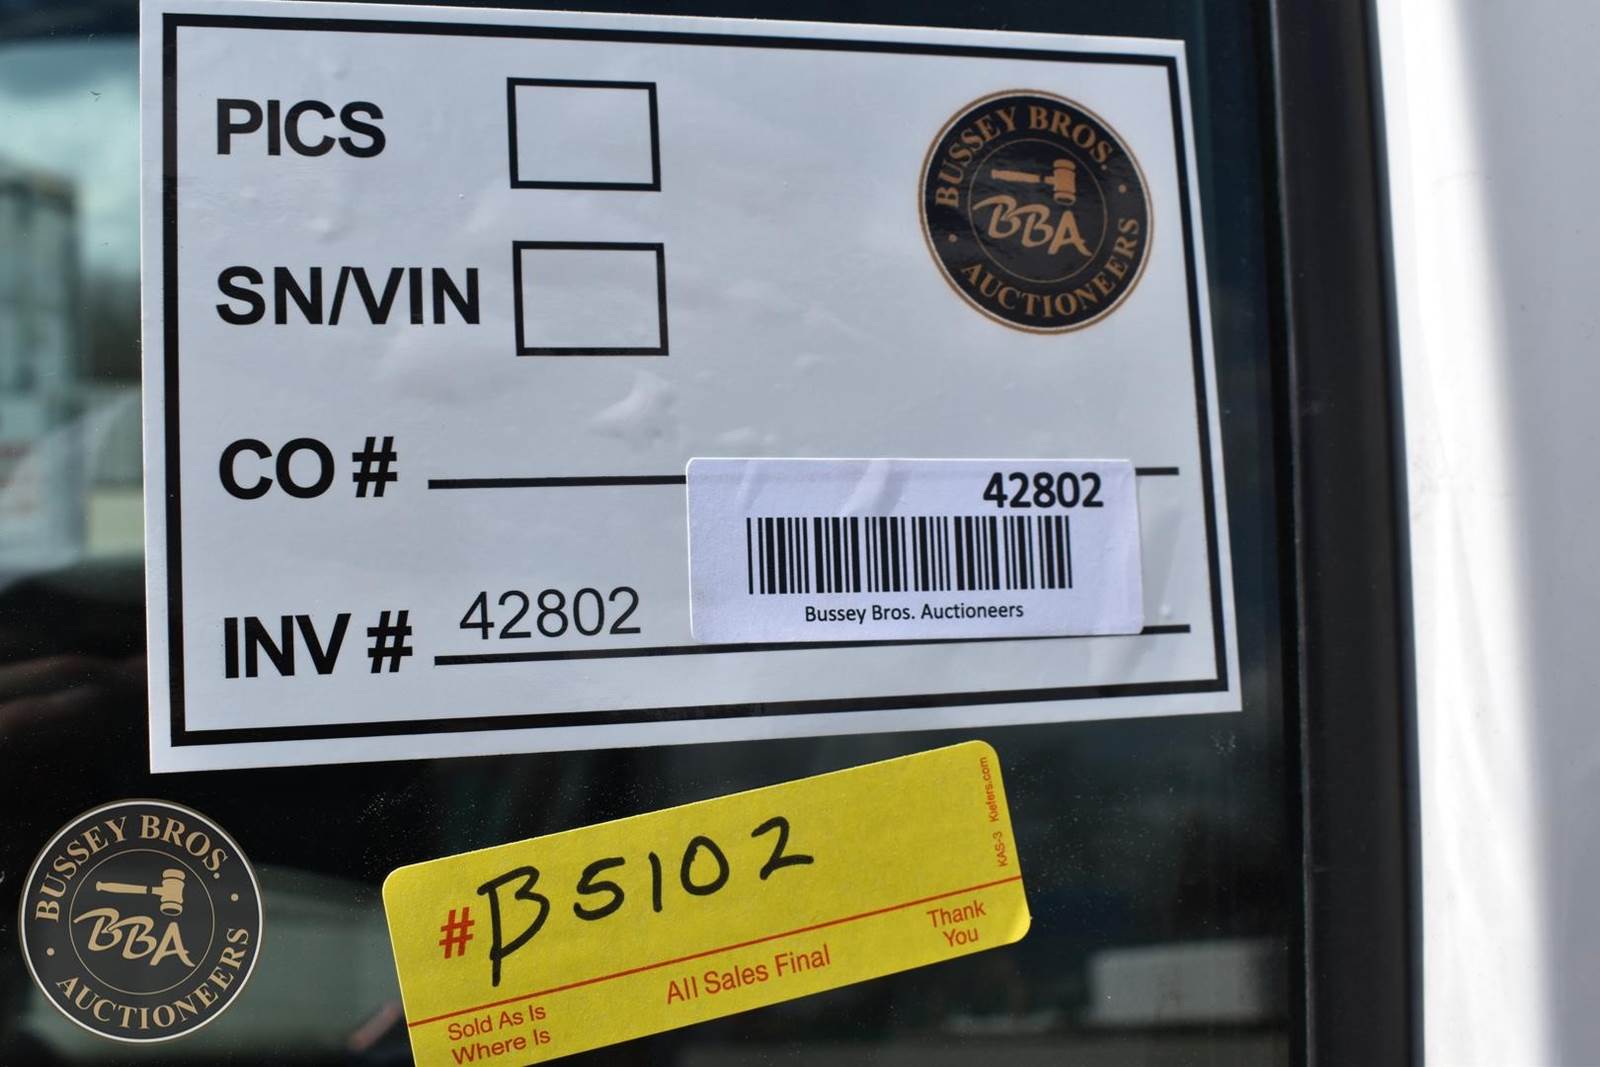 PICS
BUSSEY BROS.
BBA
AUCTIONEERS
SN/VIN
CO #
42802
Bussey Bros. Auctioneers
INV # 42802
KAS-3 Kiefers.com
#B5102
Thank
You
All Sales Final
Sold As Is
Where Is
BUSSEY BROS.
BBA
AUCTIONEERS